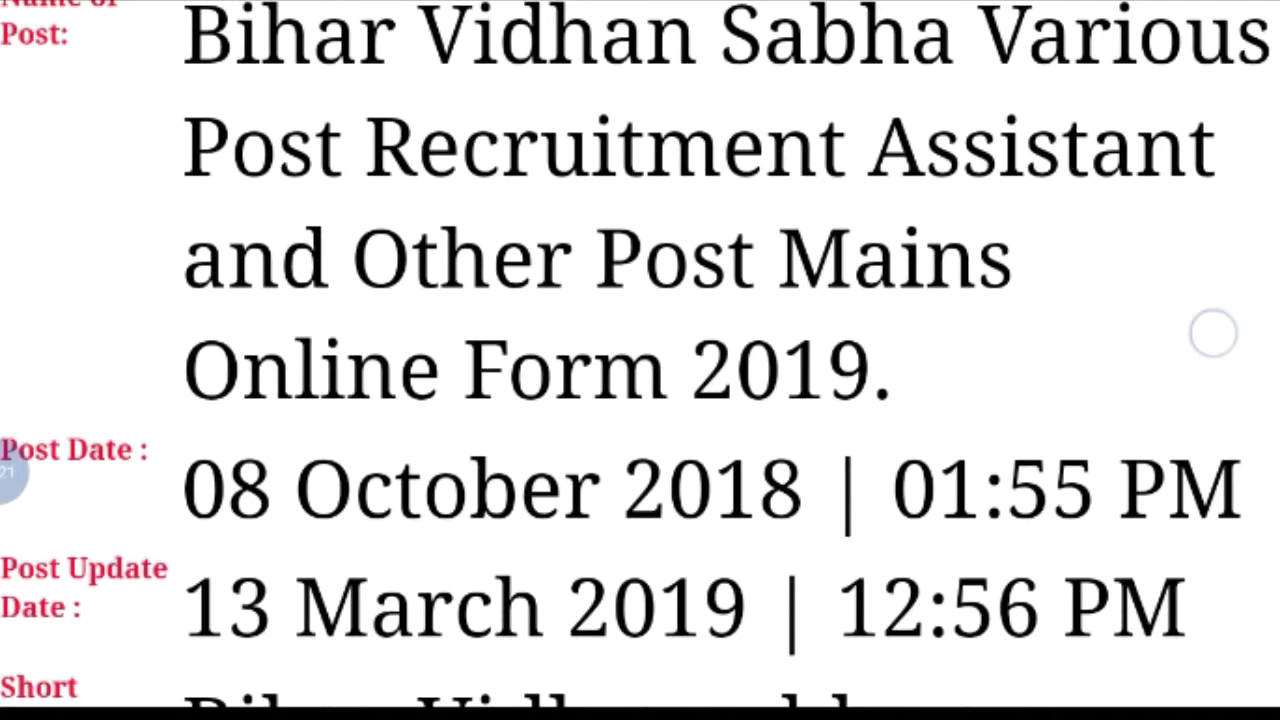 Post:
Bihar Vidhan Sabha Various
Post Recruitment Assistant
and Other Post Mains
Online Form 2019.
Post Date :
08 October 2018 | 01:55 PM
21
Post Update
Date :
13 March 2019 | 12:56 PM
Short